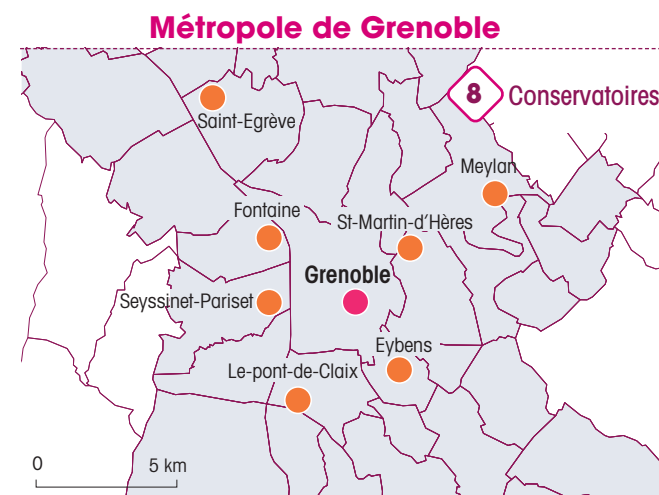 Métropole de Grenoble
8 Conservatoires
Saint-Egrève
Meylan
Fontaine
St-Martin-d'Hères
Grenoble
Seyssinet-Pariset
Eybens
Le-pont-de-Claix
0 5 km